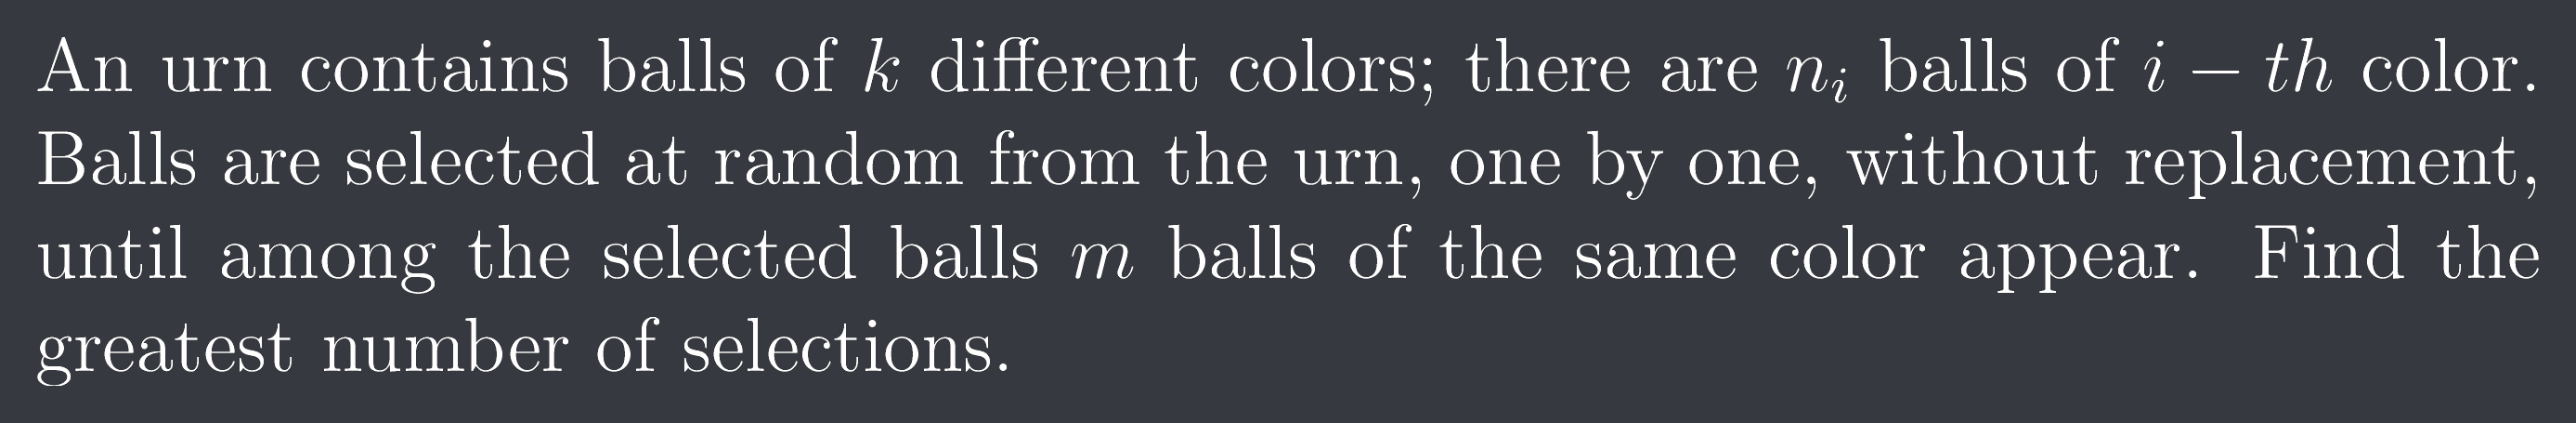 An urn contains balls of k different colors; there are nᵢ balls of i − th color.
Balls are selected at random from the urn, one by one, without replacement,
until among the selected balls m balls of the same color appear. Find the
greatest number of selections.